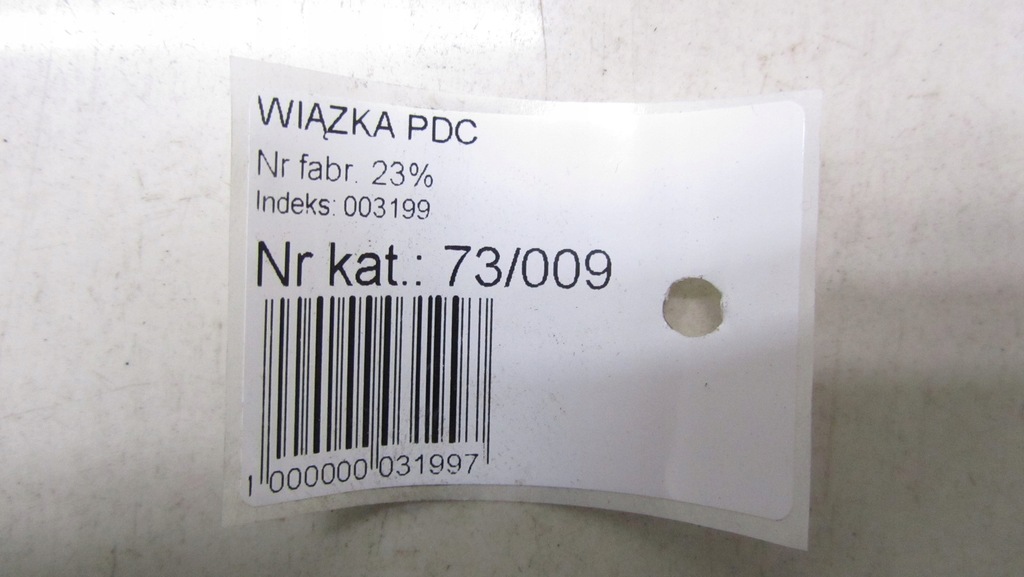 WIĄZKA PDC
Nr fabr. 23%
Indeks: 003199
Nr kat.: 73/009
1 000000 031997